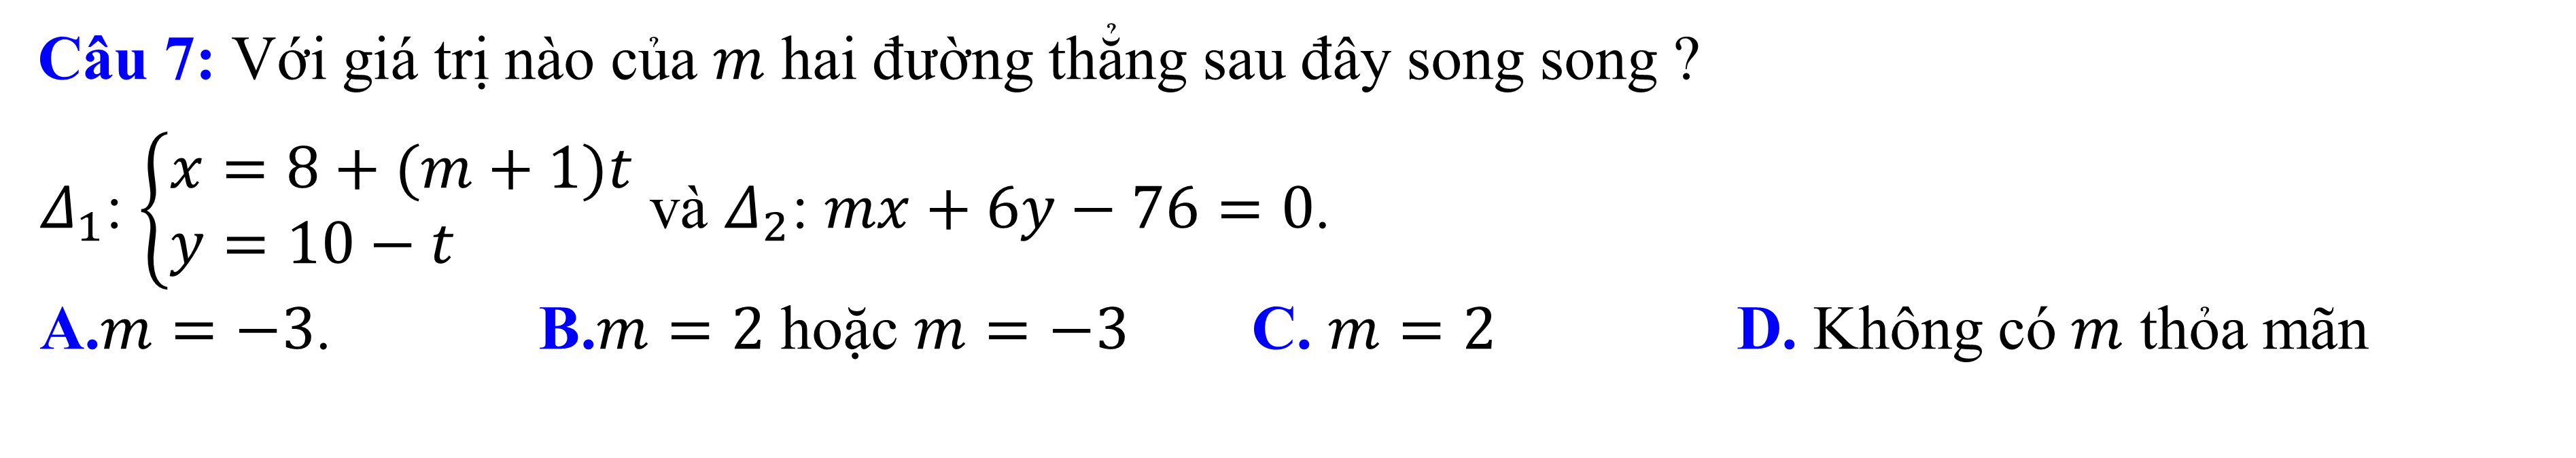 Câu 7: Với giá trị nào của m hai đường thẳng sau đây song song ?
Δ₁: {x = 8 + (m + 1)t
y = 10 − t và Δ₂: mx + 6y − 76 = 0.
A.m = −3. B.m = 2 hoặc m = −3 C. m = 2 D. Không có m thỏa mãn